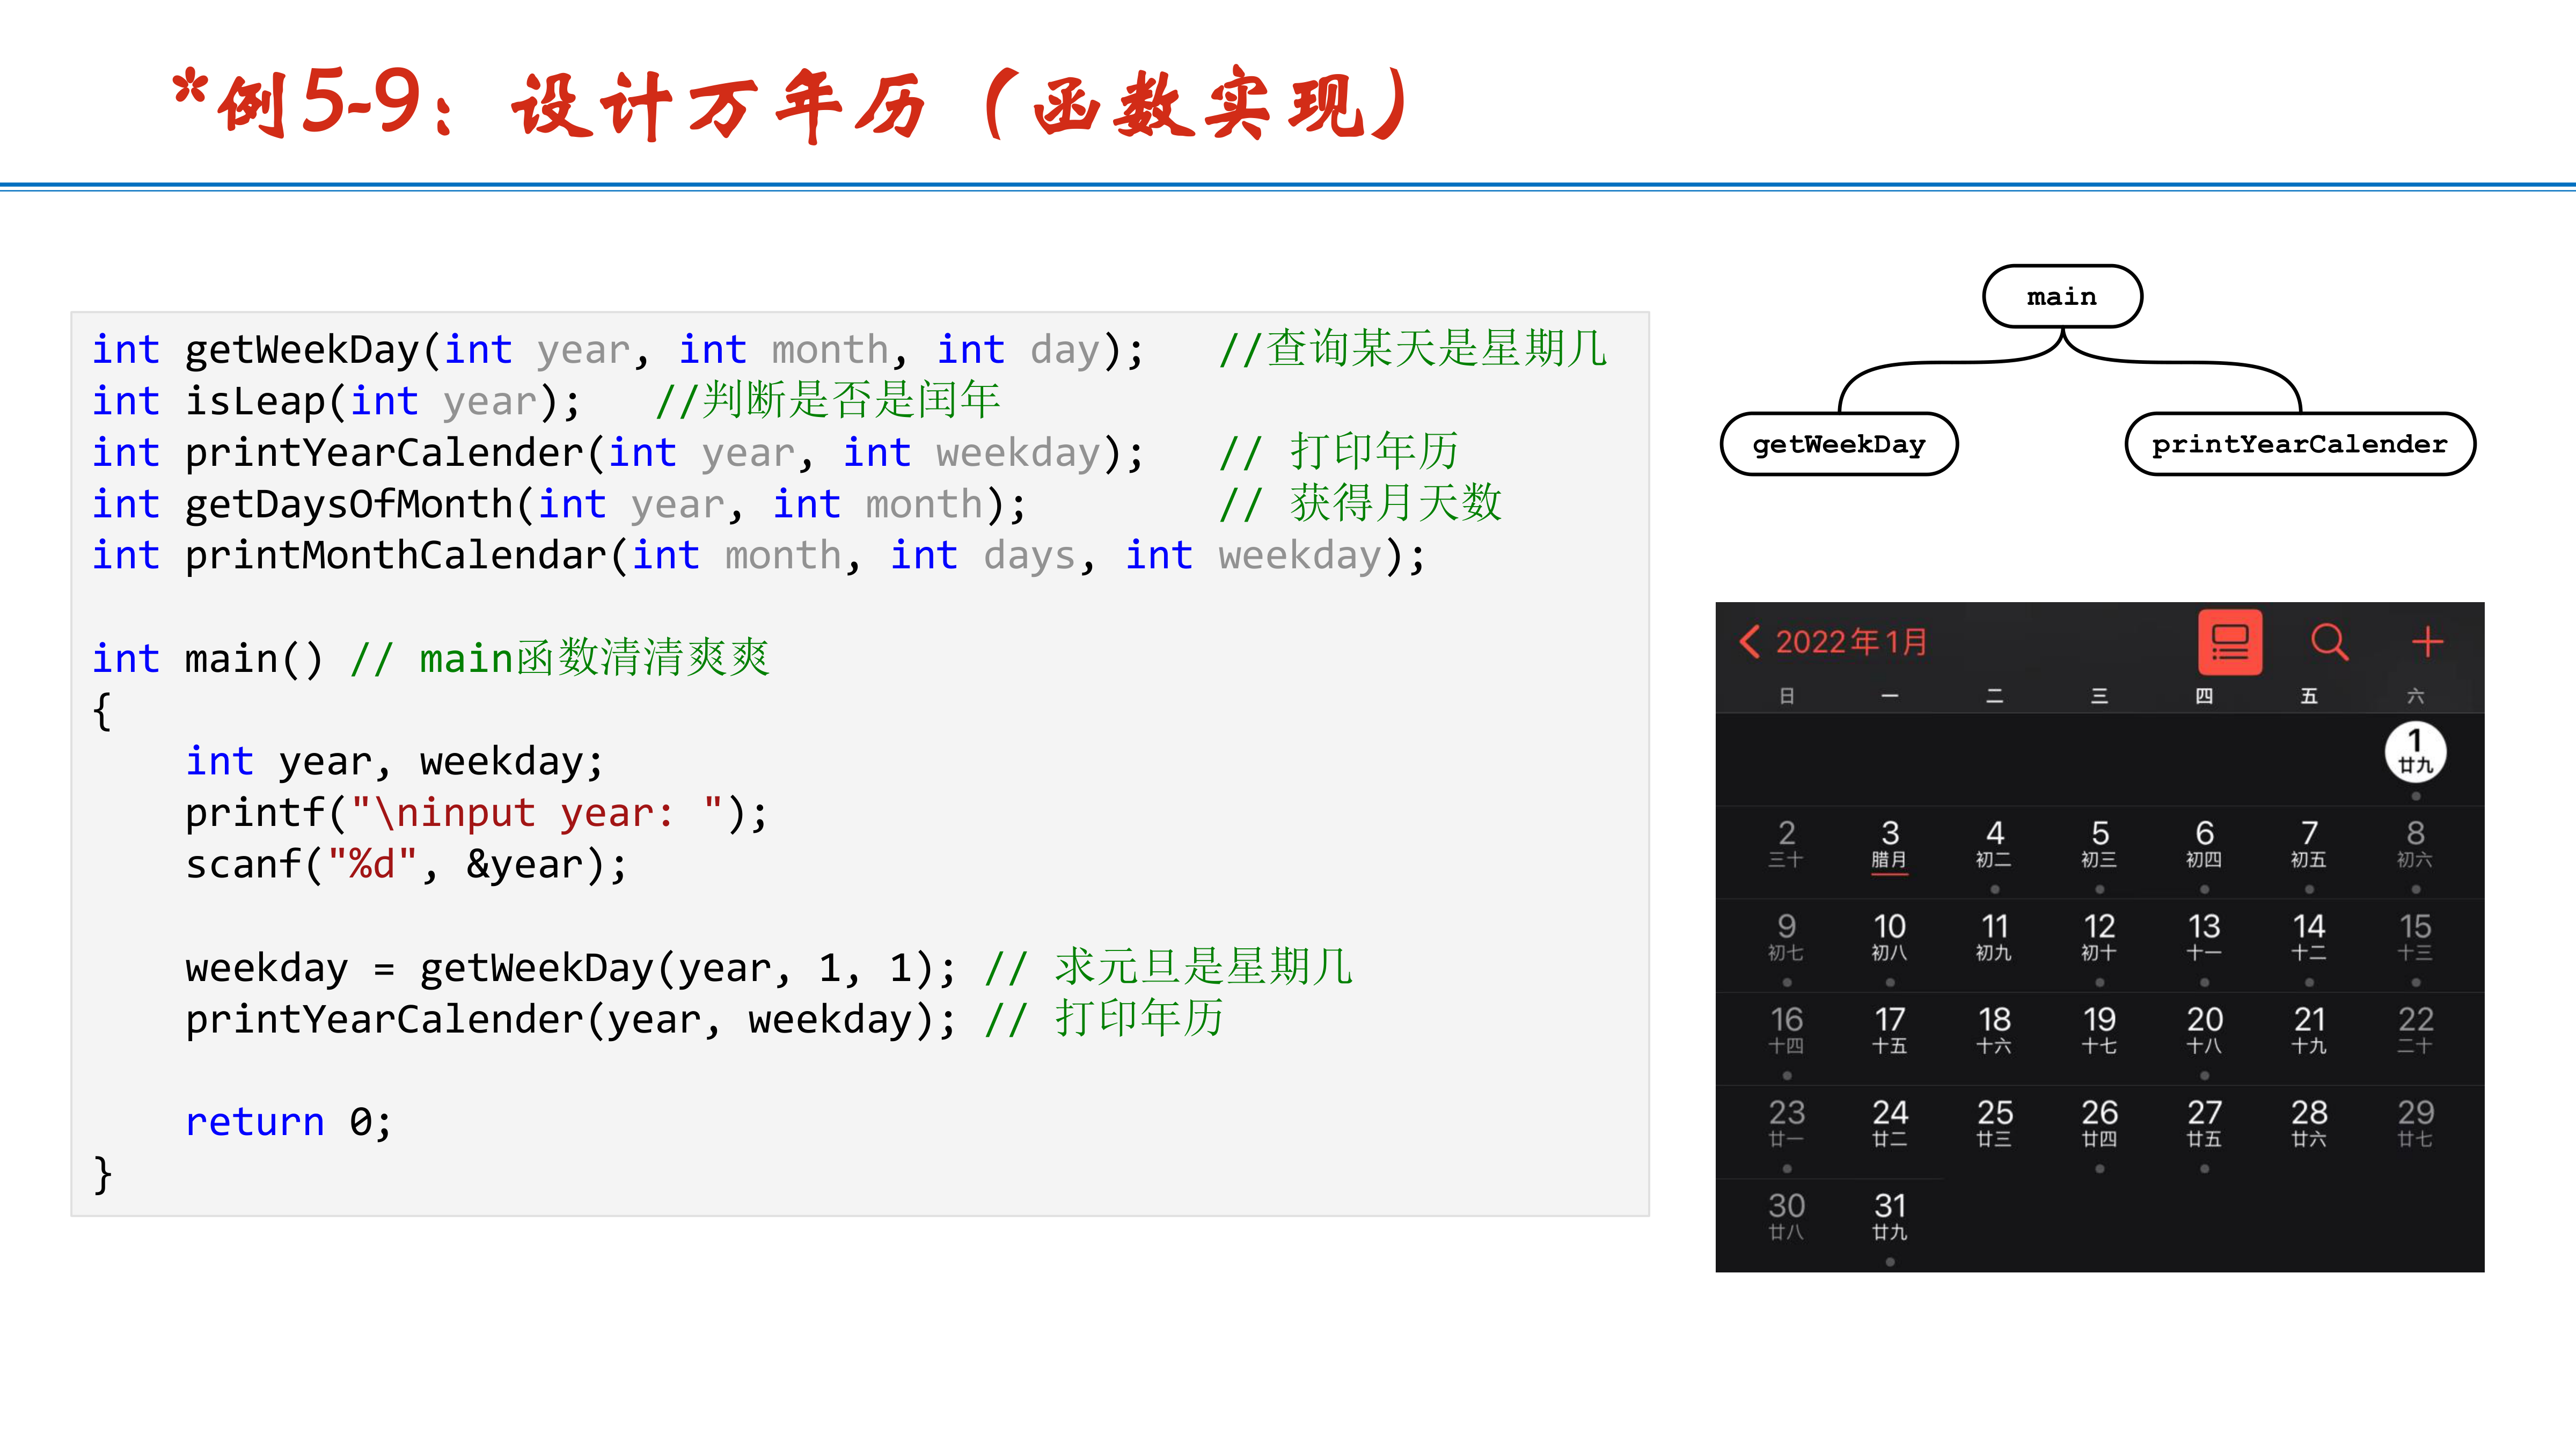 *例5-9：设计万年历（函数实现）
int getWeekDay(int year, int month, int day);   //查询某天是星期几
int isLeap(int year);   //判断是否是闰年
int printYearCalender(int year, int weekday);   // 打印年历
int getDaysOfMonth(int year, int month);        // 获得月天数
int printMonthCalendar(int month, int days, int weekday);
int main() // main函数清清爽爽
{
    int year, weekday;
    printf("\ninput year: ");
    scanf("%d", &year);
    weekday = getWeekDay(year, 1, 1); // 求元旦是星期几
    printYearCalender(year, weekday); // 打印年历
    return 0;
}
main
getWeekDay printYearCalender
2022年1月
日 一 二 三 四 五 六
1
廿九
2 3 4 5 6 7 8
三十 腊月 初二 初三 初四 初五 初六
9 10 11 12 13 14 15
初七 初八 初九 初十 十一 十二 十三
16 17 18 19 20 21 22
十四 十五 十六 十七 十八 十九 二十
23 24 25 26 27 28 29
廿一 廿二 廿三 廿四 廿五 廿六 廿七
30 31
廿八 廿九